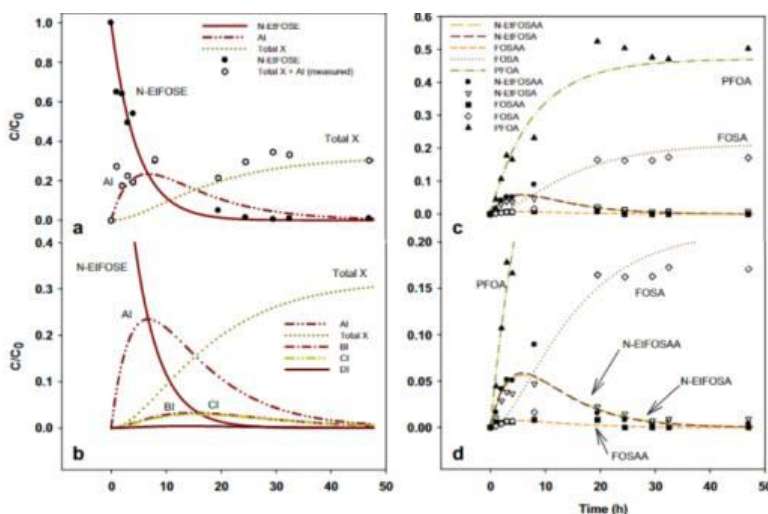 C/C₀
1.0
0.8
0.6
0.4
0.2
0.0
N-EtFOSE
AI
Total X
N-EtFOSE
Total X + AI (measured)
N-EtFOSE
Total X
AI
a
0.4
0.3
0.2
0.1
0.0
C/C₀
N-EtFOSE
Total X
AI
AI
Total X
BI
CI
DI
BI
CI
b
0
10
20
30
40
50
0.6
0.5
0.4
0.3
0.2
0.1
0.0
N-EtFOSAA
N-EtFOSA
FOSAA
FOSA
PFOA
N-EtFOSAA
N-EtFOSA
FOSAA
FOSA
PFOA
PFOA
FOSA
c
0.20
0.15
0.10
0.05
0.00
PFOA
FOSA
N-EtFOSAA
N-EtFOSA
FOSAA
d
0
10
20
30
40
50
Time (h)